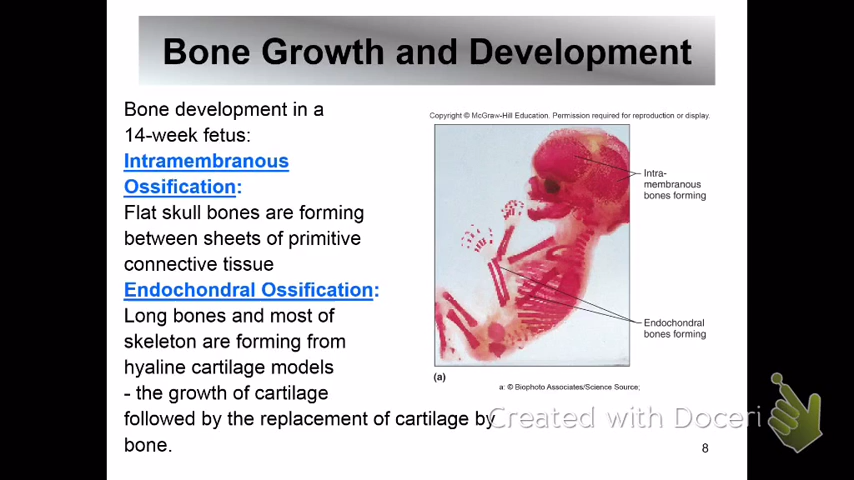 Bone Growth and Development
Bone development in a
14-week fetus:
Intramembranous
Ossification:
Flat skull bones are forming
between sheets of primitive
connective tissue
Endochondral Ossification:
Long bones and most of
skeleton are forming from
hyaline cartilage models
- the growth of cartilage
followed by the replacement of cartilage by
bone.
Copyright © McGraw-Hill Education. Permission required for reproduction or display.
Intra-
membranous
bones forming
Endochondral
bones forming
(a)
a: © Biophoto Associates/Science Source;
Created with Doceri
8